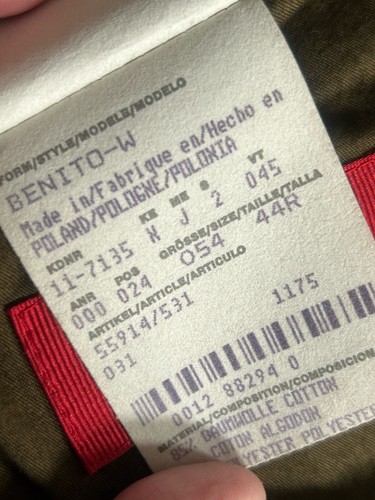 FORM/STYLE/MODELE/MODELO
BENITO-W
Made in/Fabrique en/Hecho en
POLAND/POLOGNE/POLONIA
KDNR KE ME S VT
11-7135 N J 2 045
ANR POS GRÖSSE/SIZE/TAILLE/TALLA
000 024 054 44R
ARTIKEL/ARTICLE/ARTICULO
55914/531 1175
031
0012 88294 0
MATERIAL/COMPOSITION/COMPOSICION
85% BAUMWOLLE COTTON
COTON ALGODON
POLYESTER